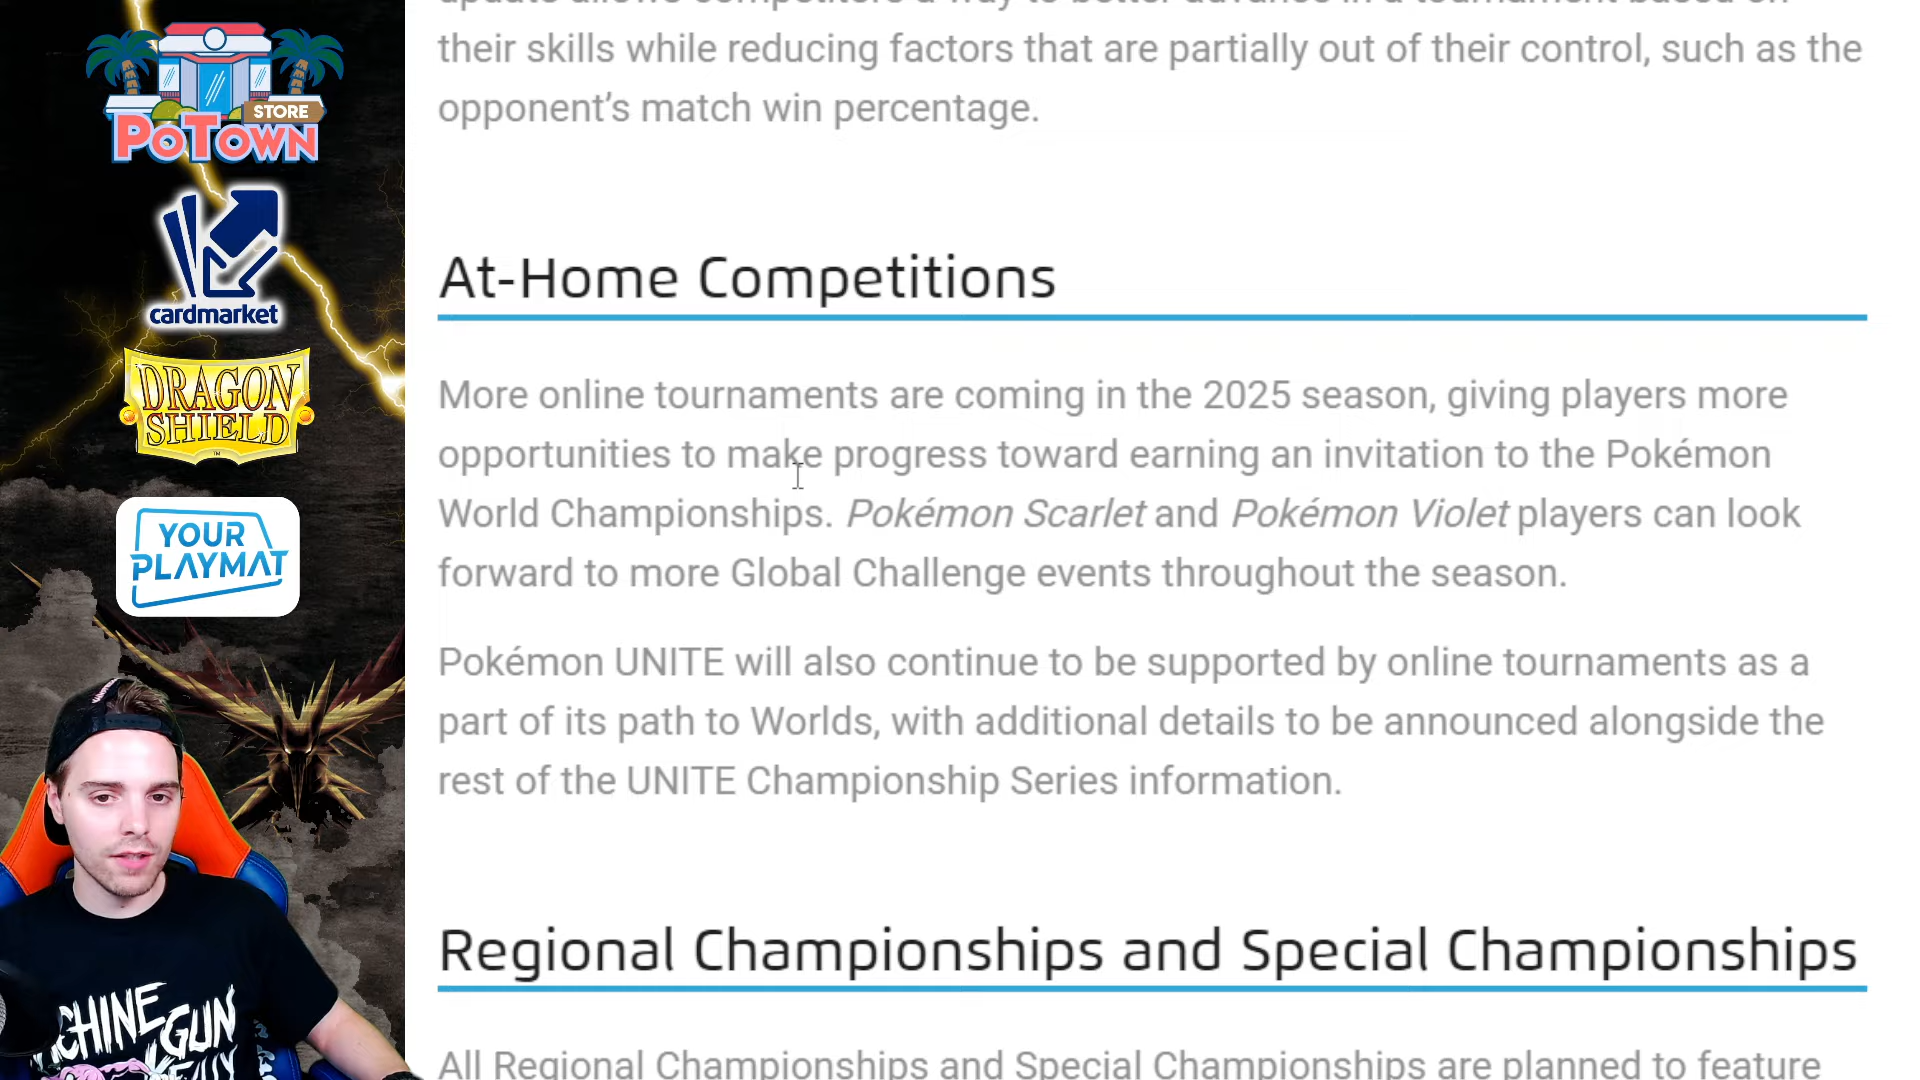 STORE
POTOWN
cardmarket
DRAGON
SHIELD
™
YOUR
PLAYMAT
their skills while reducing factors that are partially out of their control, such as the
opponent's match win percentage.
At-Home Competitions
More online tournaments are coming in the 2025 season, giving players more
opportunities to make progress toward earning an invitation to the Pokémon
World Championships. Pokémon Scarlet and Pokémon Violet players can look
forward to more Global Challenge events throughout the season.
Pokémon UNITE will also continue to be supported by online tournaments as a
part of its path to Worlds, with additional details to be announced alongside the
rest of the UNITE Championship Series information.
Regional Championships and Special Championships
All Regional Championships and Special Championships are planned to feature
GUN